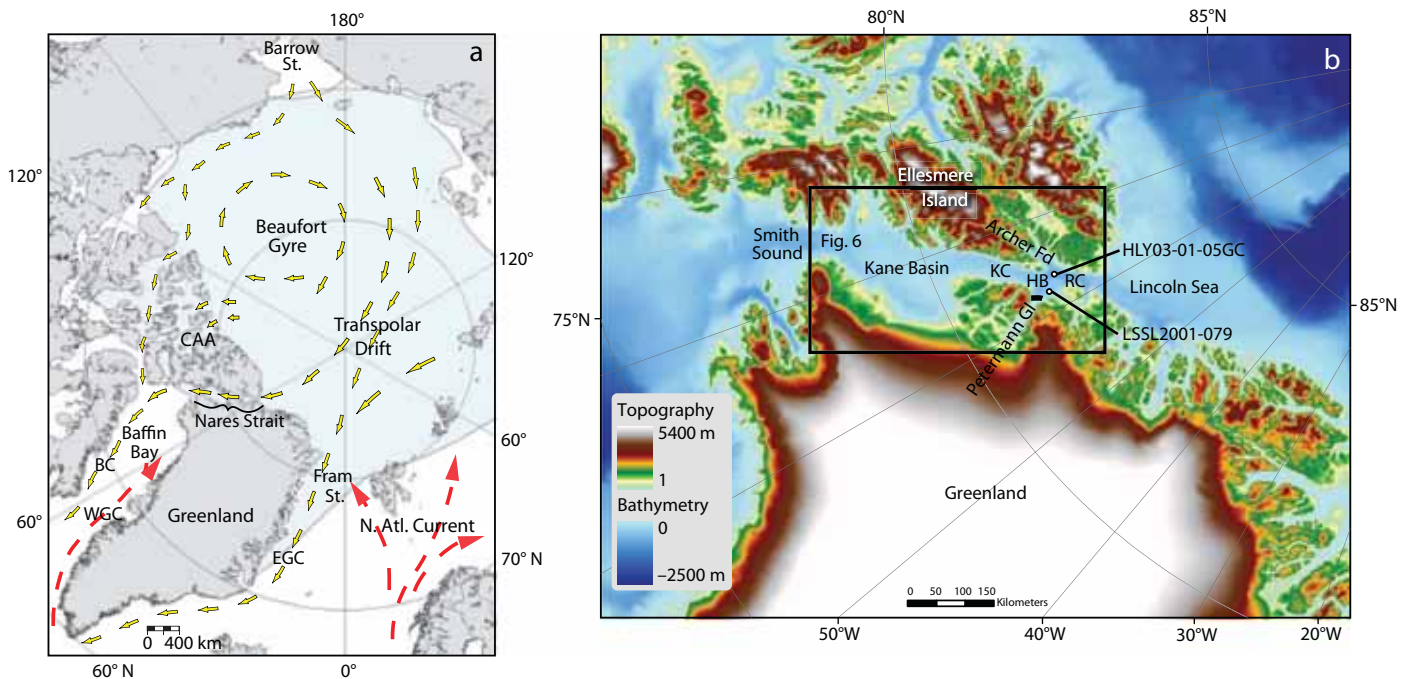 180°
Barrow
St.
a
120°
Beaufort
Gyre
120°
Transpolar
Drift
CAA
Nares Strait
Baffin
Bay
BC
60°
Fram
St.
WGC
Greenland
N. Atl. Current
60°
EGC
70° N
0 400 km
60° N
0°
80°N
85°N
b
Ellesmere
Island
Smith
Sound
Fig. 6
Archer Fd
HLY03-01-05GC
Kane Basin
KC
HB
RC
Lincoln Sea
75°N
85°N
Petermann Gl.
LSSL2001-079
Topography
5400 m
1
Bathymetry
0
−2500 m
Greenland
0 50 100 150
Kilometers
50°W
40°W
30°W
20°W